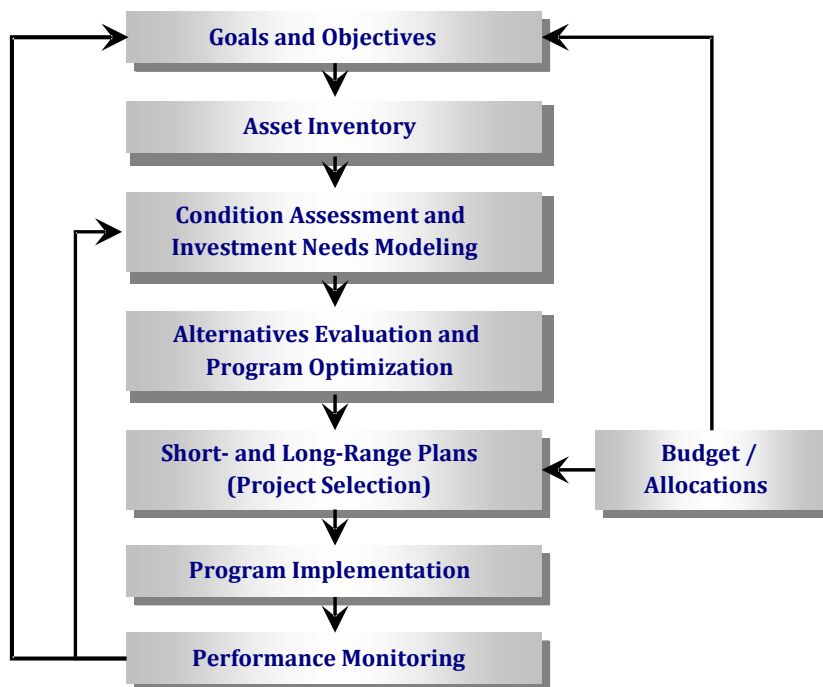 Goals and Objectives
Asset Inventory
Condition Assessment and
Investment Needs Modeling
Alternatives Evaluation and
Program Optimization
Short- and Long-Range Plans
(Project Selection)
Budget /
Allocations
Program Implementation
Performance Monitoring